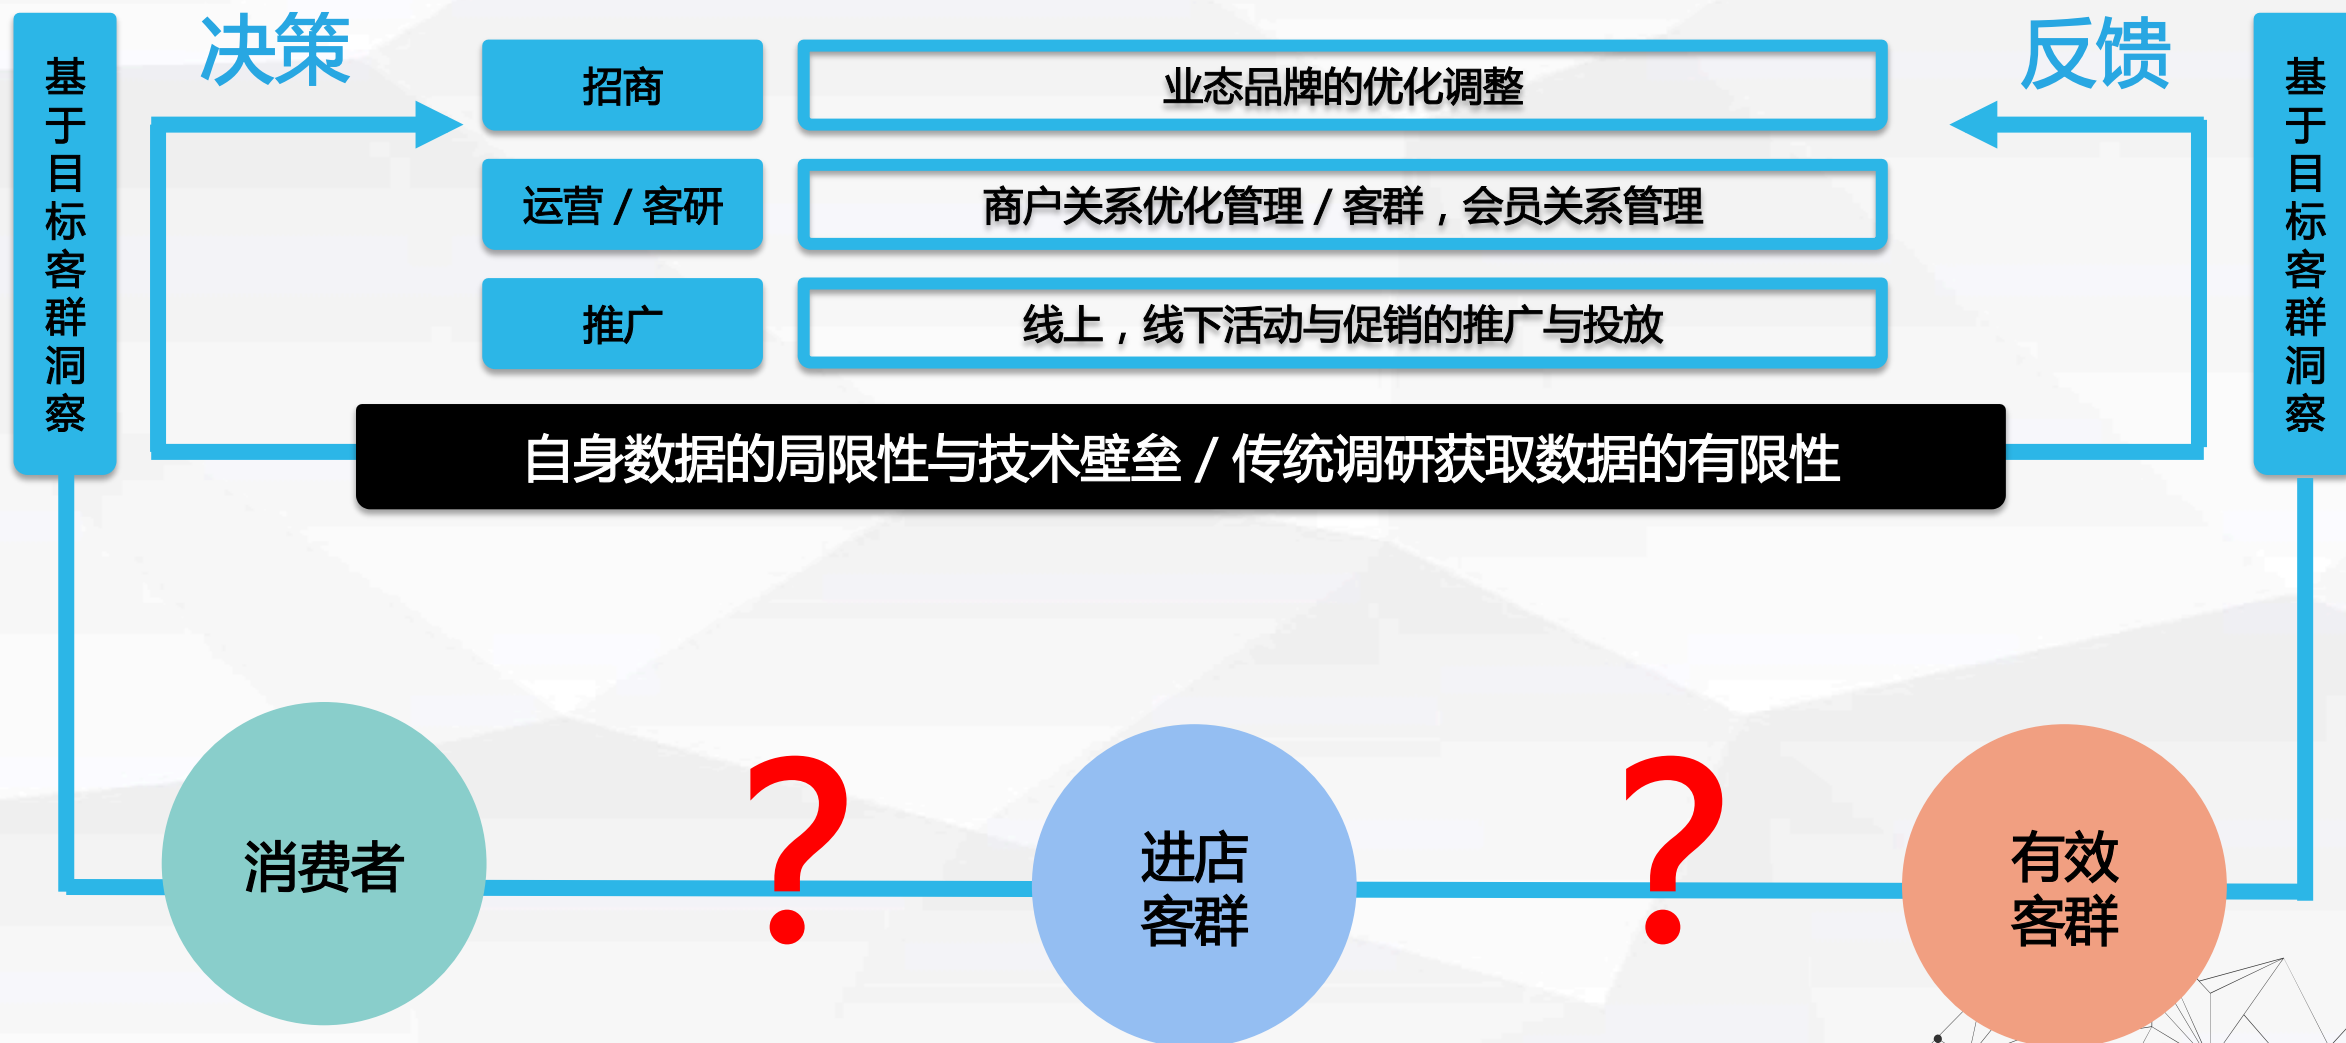 基于目标客群洞察
决策
招商
业态品牌的优化调整
运营 / 客研
商户关系优化管理 / 客群，会员关系管理
推广
线上，线下活动与促销的推广与投放
反馈
基于目标客群洞察
自身数据的局限性与技术壁垒 / 传统调研获取数据的有限性
消费者
?
进店
客群
?
有效
客群